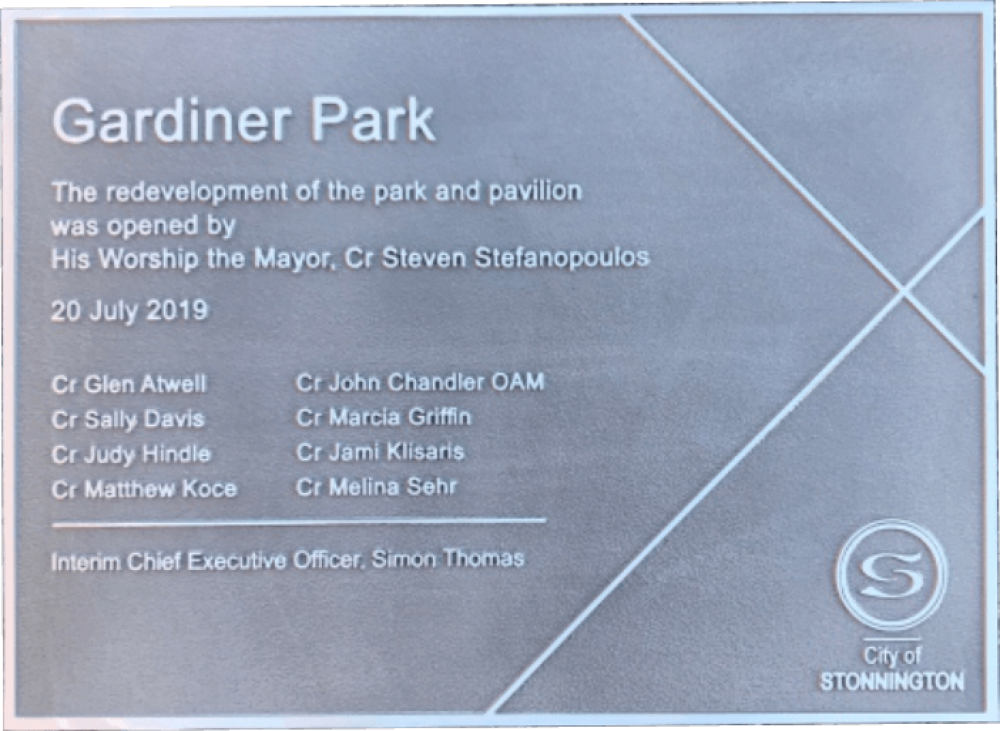 Gardiner Park
The redevelopment of the park and pavilion
was opened by
His Worship the Mayor, Cr Steven Stefanopoulos
20 July 2019
Cr Glen Atwell
Cr Sally Davis
Cr Judy Hindle
Cr Matthew Koce
Cr John Chandler OAM
Cr Marcia Griffin
Cr Jami Klisaris
Cr Melina Sehr
Interim Chief Executive Officer, Simon Thomas
S
City of
STONNINGTON